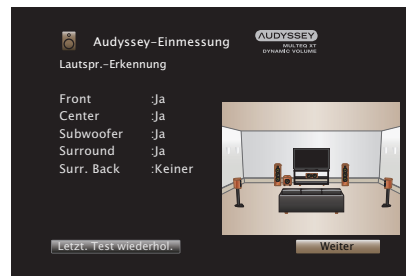 Audyssey-Einmessung
AUDYSSEY
MULTEQ XT
DYNAMIC VOLUME
Lautspr.-Erkennung
Front :Ja
Center :Ja
Subwoofer :Ja
Surround :Ja
Surr. Back :Keiner
Letzt. Test wiederhol.
Weiter